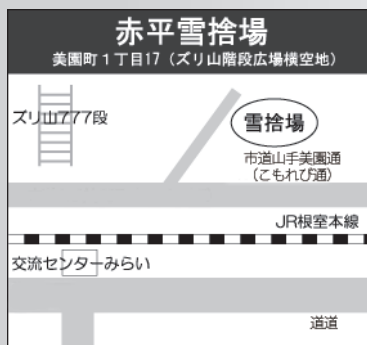 赤平雪捨場
美園町1丁目17（ズリ山階段広場横空地）
ズリ山777段
雪捨場
市道山手美園通
（こもれび通）
JR根室本線
交流センターみらい
道道